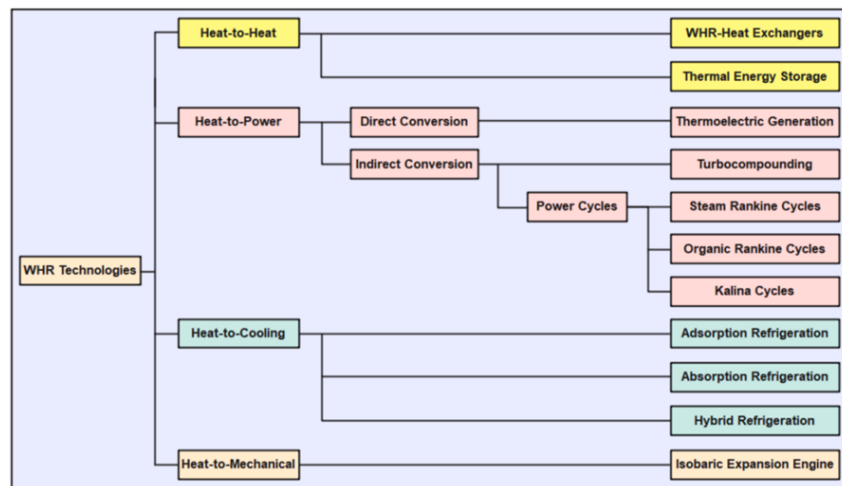 Heat-to-Heat
WHR-Heat Exchangers
Thermal Energy Storage
Heat-to-Power
Direct Conversion
Thermoelectric Generation
Indirect Conversion
Turbocompounding
Power Cycles
Steam Rankine Cycles
Organic Rankine Cycles
WHR Technologies
Kalina Cycles
Heat-to-Cooling
Adsorption Refrigeration
Absorption Refrigeration
Hybrid Refrigeration
Heat-to-Mechanical
Isobaric Expansion Engine